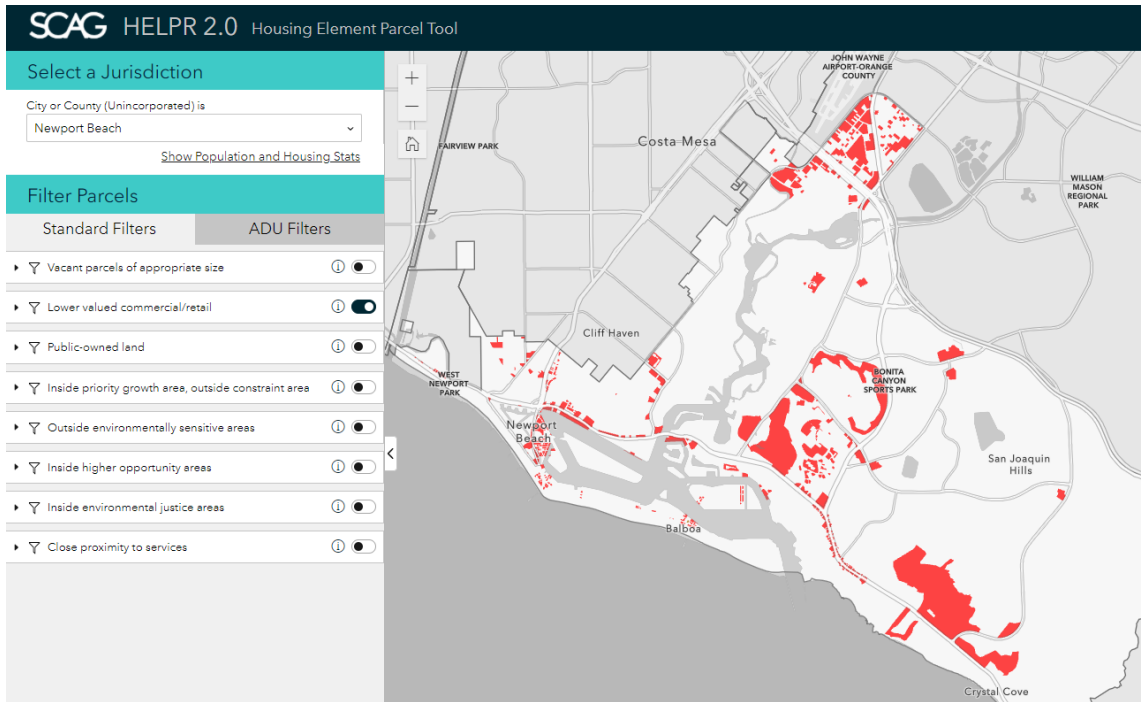 SCAG HELPR 2.0 Housing Element Parcel Tool
Select a Jurisdiction
City or County (Unincorporated) is
Newport Beach
Show Population and Housing Stats
Filter Parcels
Standard Filters
ADU Filters
Vacant parcels of appropriate size
Lower valued commercial/retail
Public-owned land
Inside priority growth area, outside constraint area
Outside environmentally sensitive areas
Inside higher opportunity areas
Inside environmental justice areas
Close proximity to services
JOHN WAYNE
AIRPORT-ORANGE
COUNTY
Costa Mesa
FAIRVIEW PARK
WILLIAM
MASON
REGIONAL
PARK
Cliff Haven
WEST
NEWPORT
PARK
BONITA
CANYON
SPORTS PARK
Newport
Beach
San Joaquin
Hills
Balboa
Crystal Cove